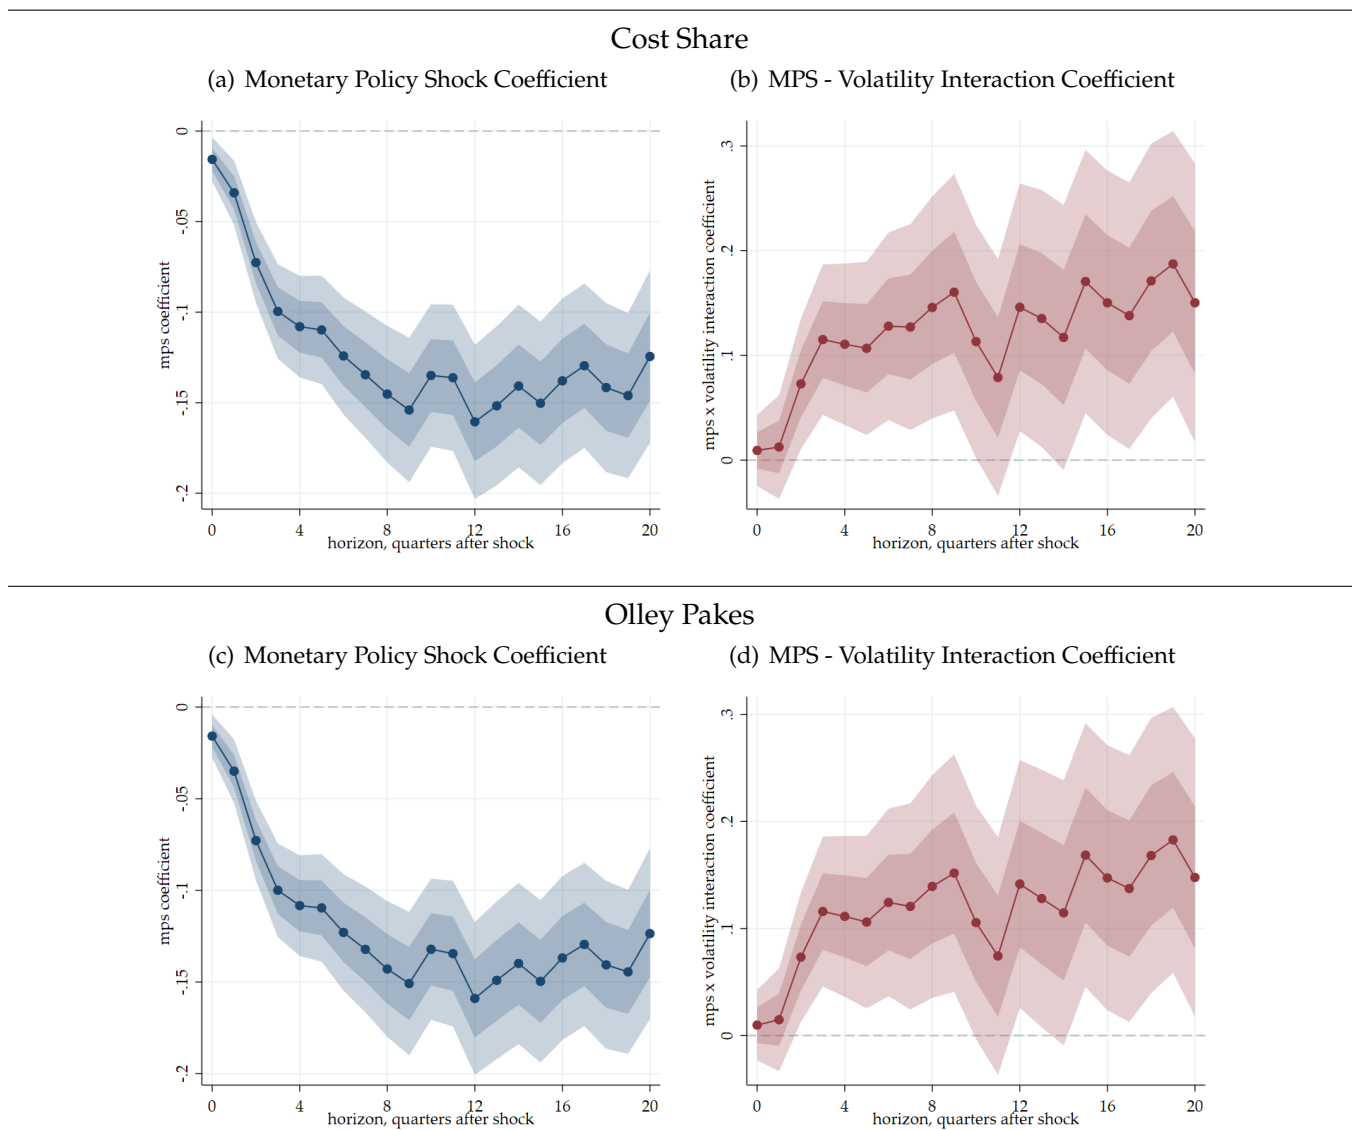 Cost Share
(a) Monetary Policy Shock Coefficient
(b) MPS - Volatility Interaction Coefficient
mps coefficient
0
-.05
-.1
-.15
-.2
0 4 8 12 16 20
horizon, quarters after shock
mps x volatility interaction coefficient
.3
.2
.1
0
0 4 8 12 16 20
horizon, quarters after shock
Olley Pakes
(c) Monetary Policy Shock Coefficient
(d) MPS - Volatility Interaction Coefficient
mps coefficient
0
-.05
-.1
-.15
-.2
0 4 8 12 16 20
horizon, quarters after shock
mps x volatility interaction coefficient
.3
.2
.1
0
0 4 8 12 16 20
horizon, quarters after shock